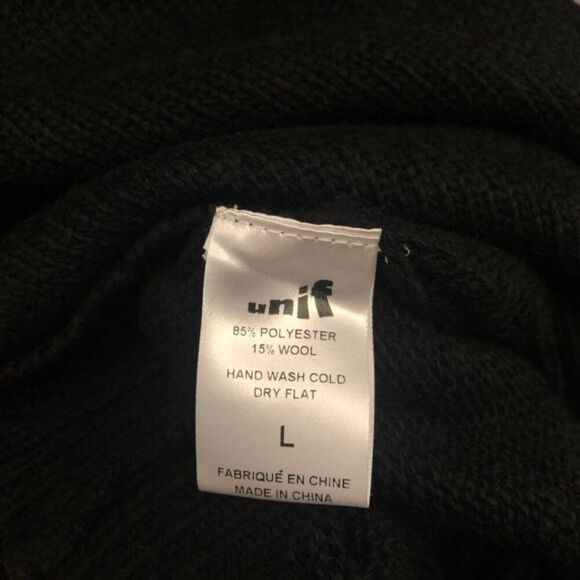 unif
85% POLYESTER
15% WOOL
HAND WASH COLD
DRY FLAT
L
FABRIQUÉ EN CHINE
MADE IN CHINA